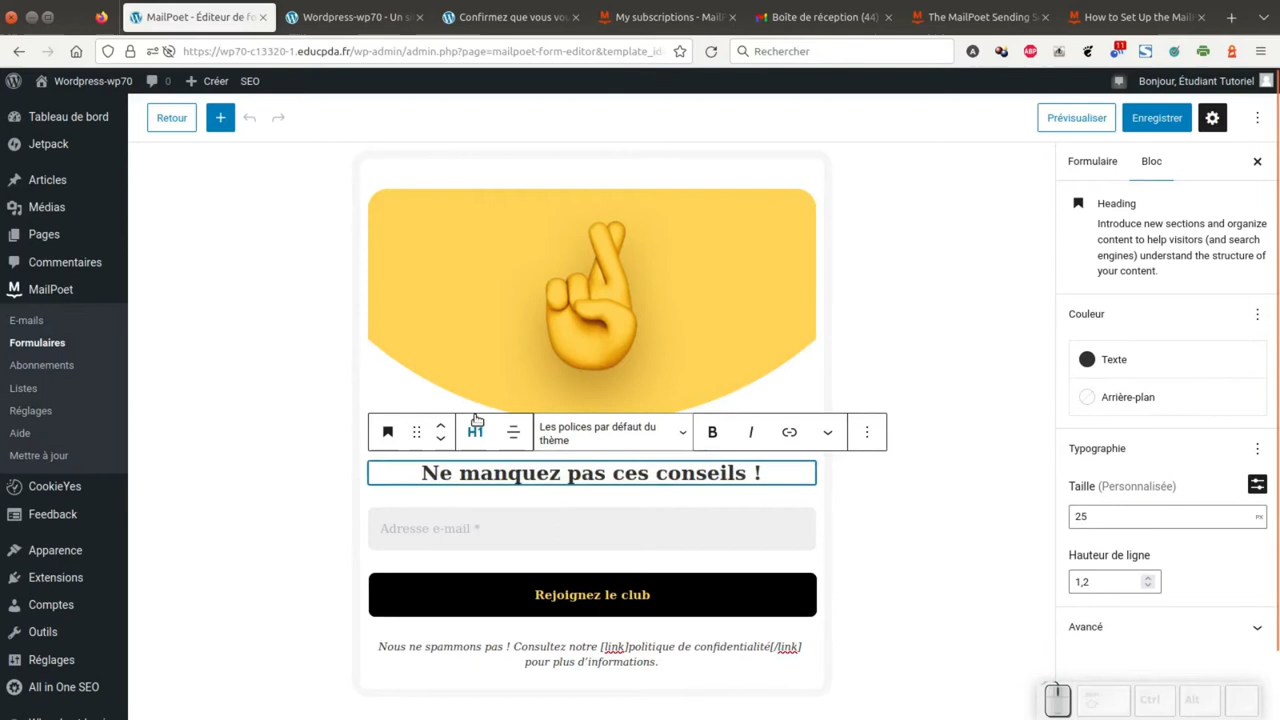 MailPoet - Éditeur de fo
Wordpress-wp70 - Un s
Confirmez que vous vo
My subscriptions - MailF
Boîte de réception (44)
The MailPoet Sending S
How to Set Up the Mail
https://wp70-c13320-1.educpda.fr/wp-admin/admin.php?page=mailpoet-form-editor&template_id
Rechercher
ABP
11
Wordpress-wp70
0
Créer
SEO
Bonjour, Étudiant Tutoriel
Tableau de bord
Jetpack
Articles
Médias
Pages
Commentaires
MailPoet
E-mails
Formulaires
Abonnements
Listes
Réglages
Aide
Mettre à jour
CookieYes
Feedback
Apparence
Extensions
Comptes
Outils
Réglages
All in One SEO
Retour
Prévisualiser
Enregistrer
H1
Les polices par défaut du
thème
B
I
Ne manquez pas ces conseils !
Adresse e-mail *
Rejoignez le club
Nous ne spammons pas ! Consultez notre [link]politique de confidentialité[/link]
pour plus d’informations.
Formulaire
Bloc
Heading
Introduce new sections and organize
content to help visitors (and search
engines) understand the structure of
your content.
Couleur
Texte
Arrière-plan
Typographie
Taille (Personnalisée)
25
PX
Hauteur de ligne
1,2
Avancé
Ctrl
Alt